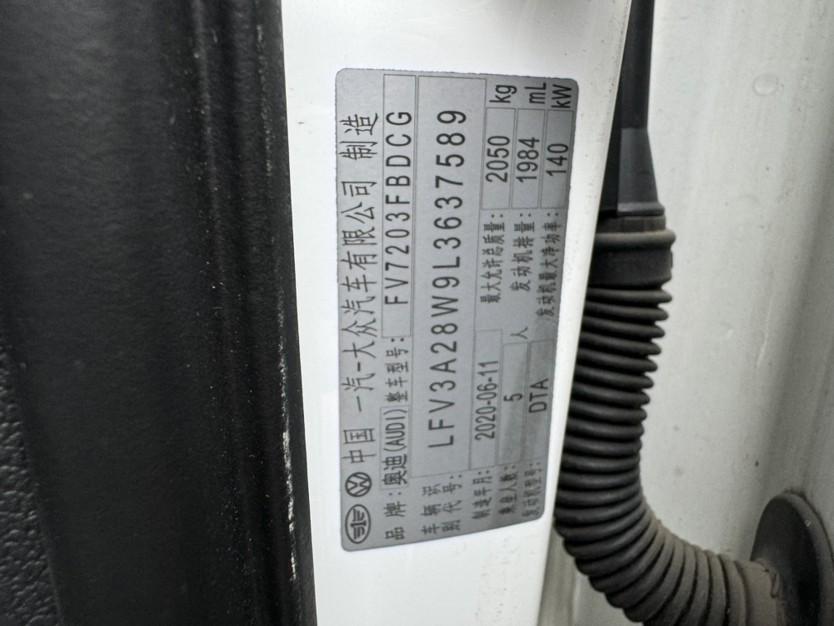 中国 一汽-大众汽车有限公司 制造
品 牌:奥迪(AUDI) 整车型号: FV7203FBDCG
车辆识别代号: LFV3A28W9L3637589
制造年月: 2020-06-11 最大允许总质量: 2050 kg
乘坐人数: 5 人 发动机排量: 1984 mL
发动机型号: DTA 发动机最大净功率: 140 kW